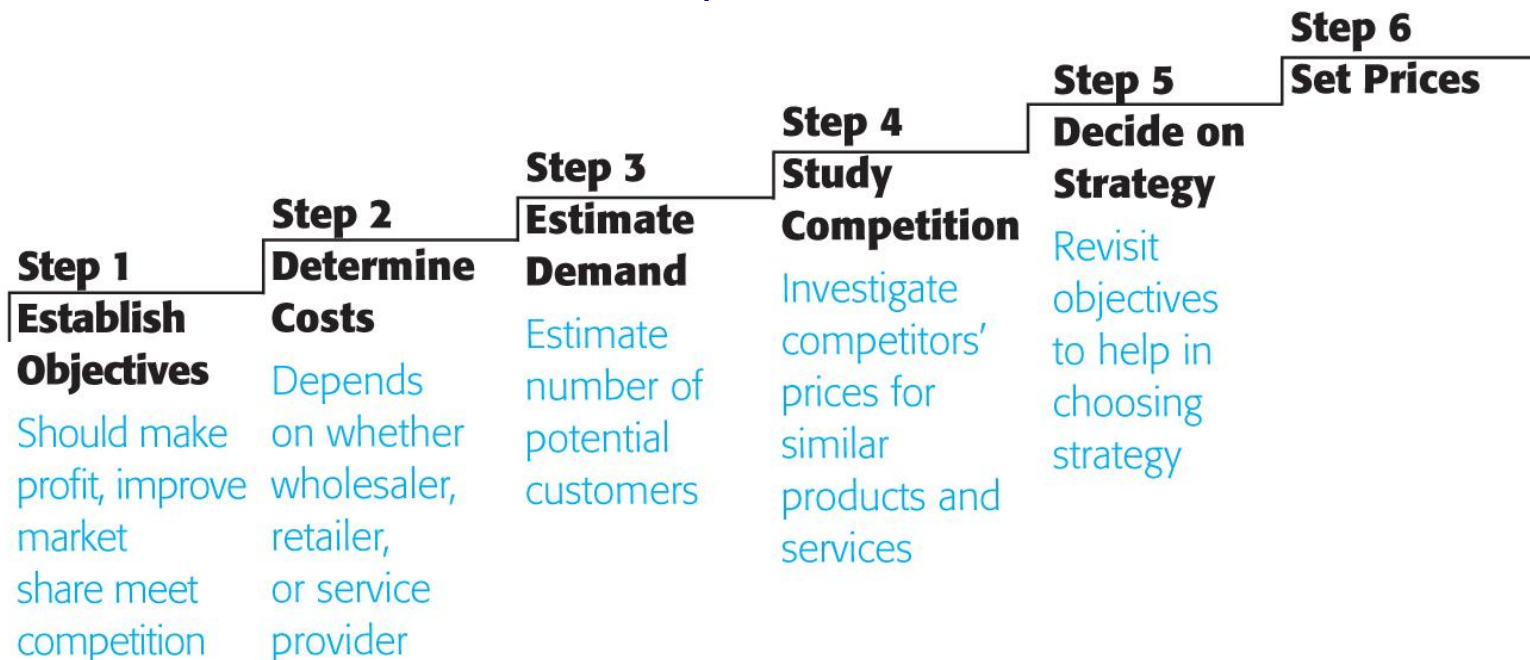 Step 1
Establish
Objectives
Should make
profit, improve
market
share meet
competition
Step 2
Determine
Costs
Depends
on whether
wholesaler,
retailer,
or service
provider
Step 3
Estimate
Demand
Estimate
number of
potential
customers
Step 4
Study
Competition
Investigate
competitors’
prices for
similar
products and
services
Step 5
Decide on
Strategy
Revisit
objectives
to help in
choosing
strategy
Step 6
Set Prices